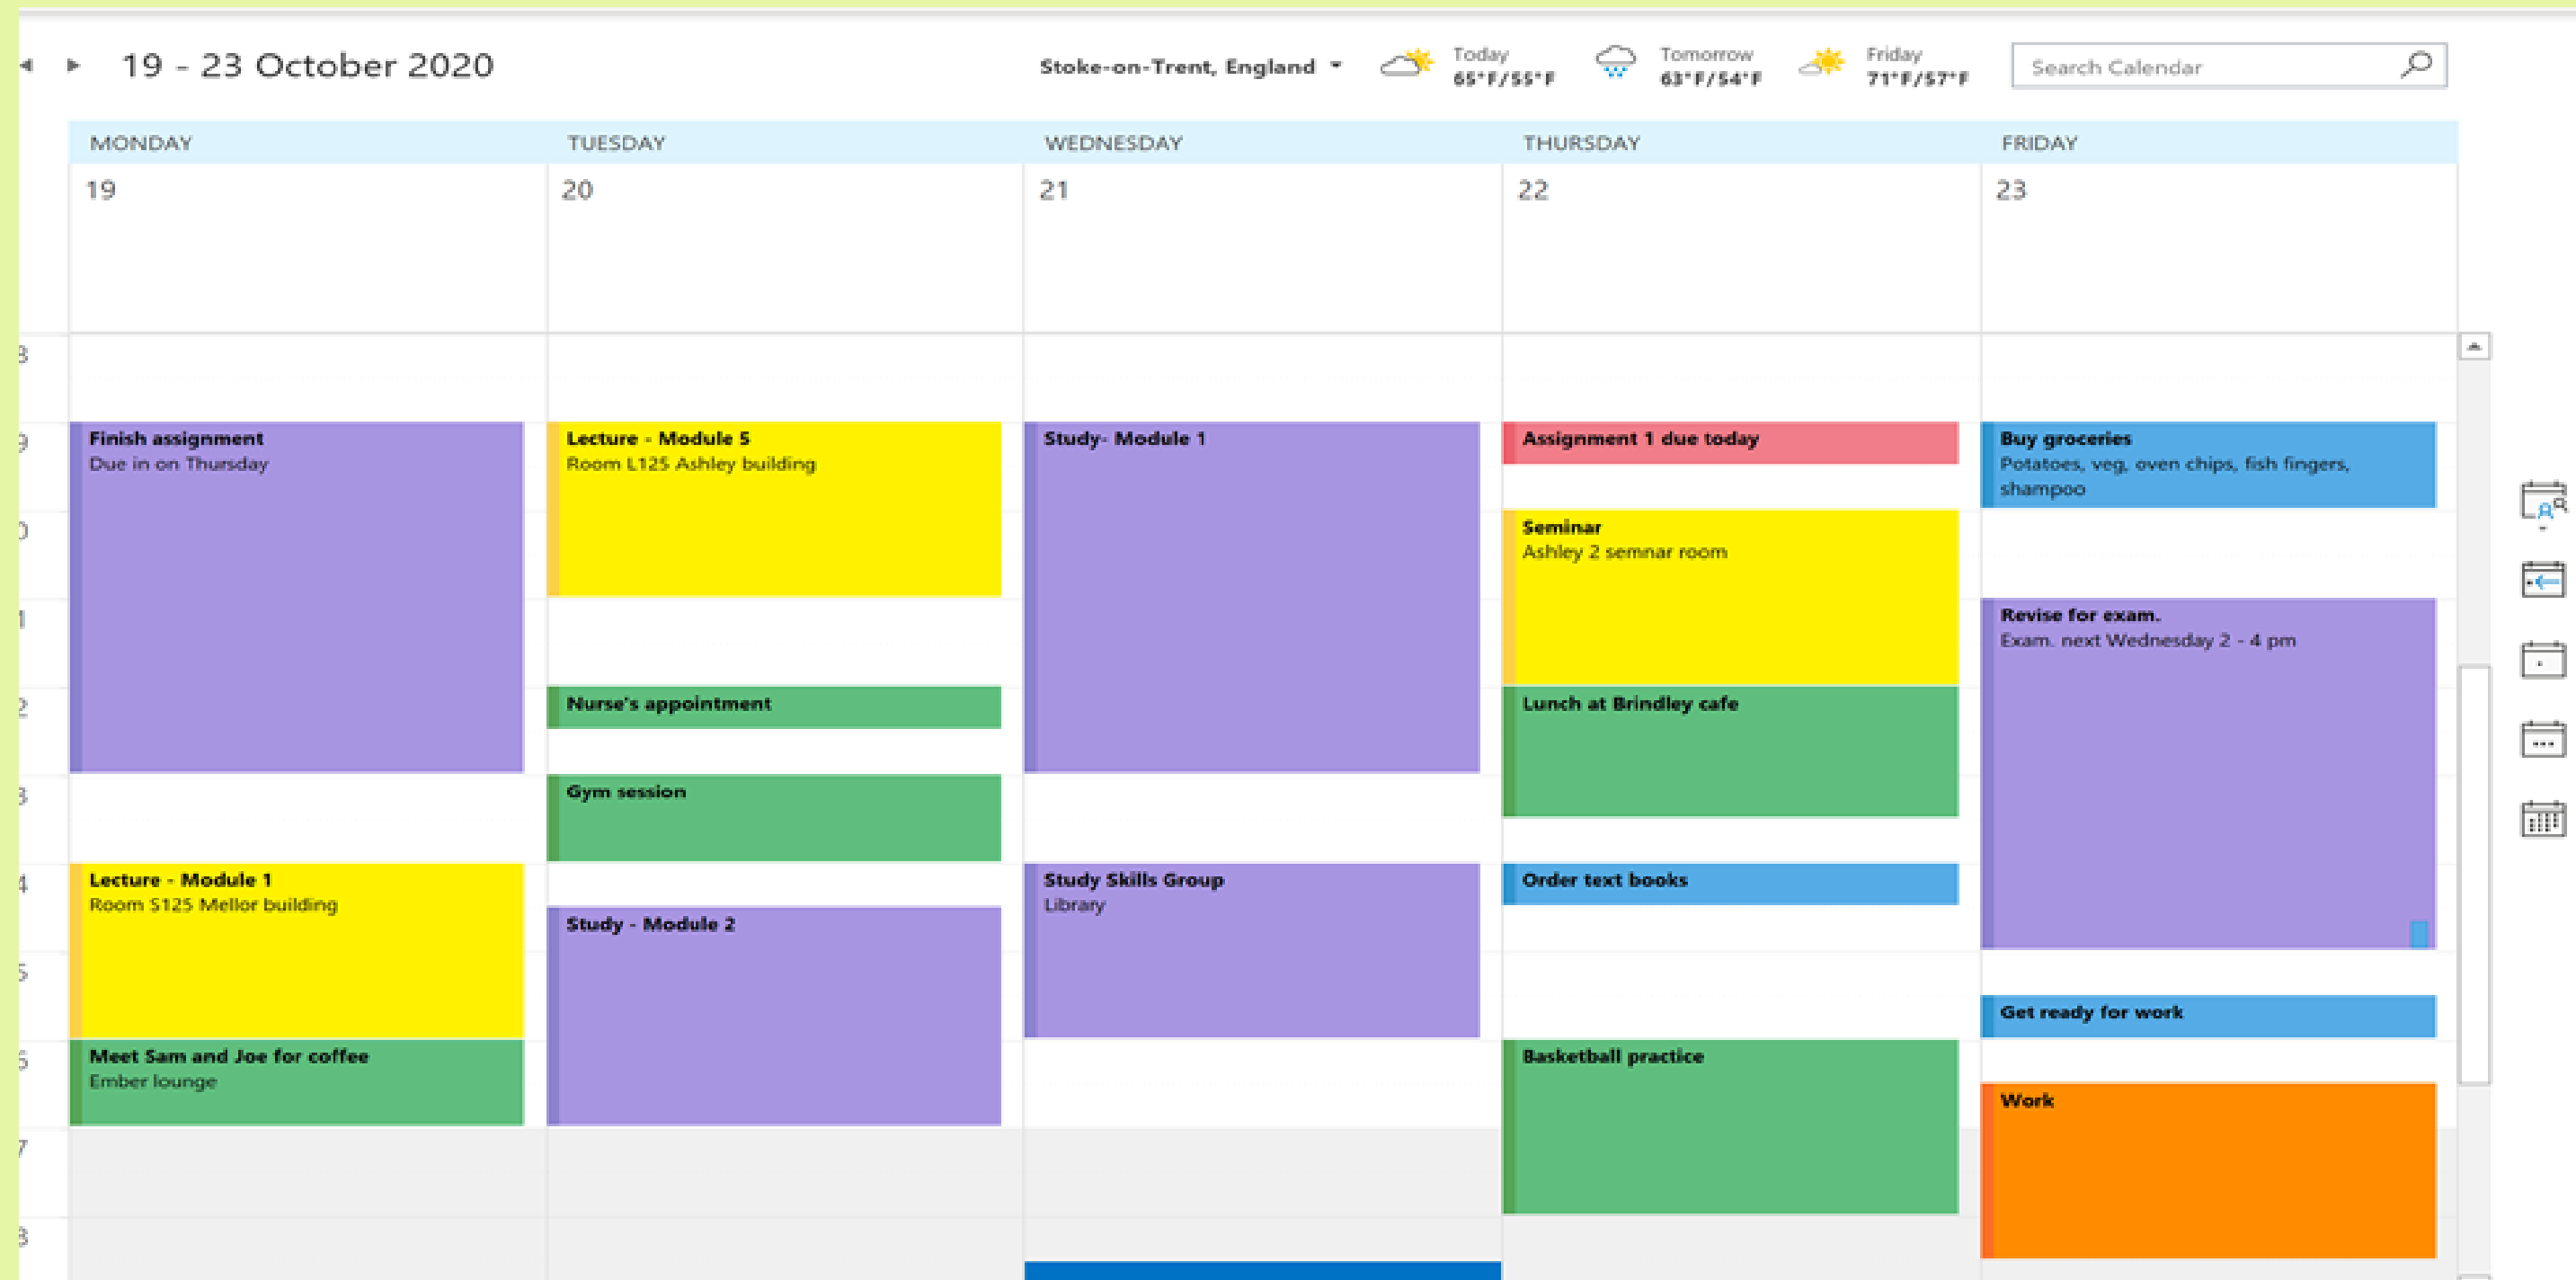 19 - 23 October 2020
Stoke-on-Trent, England
Today
65°F/55°F
Tomorrow
63°F/54°F
Friday
71°F/57°F
Search Calendar
MONDAY
TUESDAY
WEDNESDAY
THURSDAY
FRIDAY
19
20
21
22
23
Finish assignment
Due in on Thursday
Lecture - Module 1
Room S125 Mellor building
Meet Sam and Joe for coffee
Ember lounge
Lecture - Module 5
Room L125 Ashley building
Nurse's appointment
Gym session
Study - Module 2
Study- Module 1
Study Skills Group
Library
Assignment 1 due today
Seminar
Ashley 2 semnar room
Lunch at Brindley cafe
Order text books
Basketball practice
Buy groceries
Potatoes, veg, oven chips, fish fingers,
shampoo
Revise for exam.
Exam. next Wednesday 2 - 4 pm
Get ready for work
Work